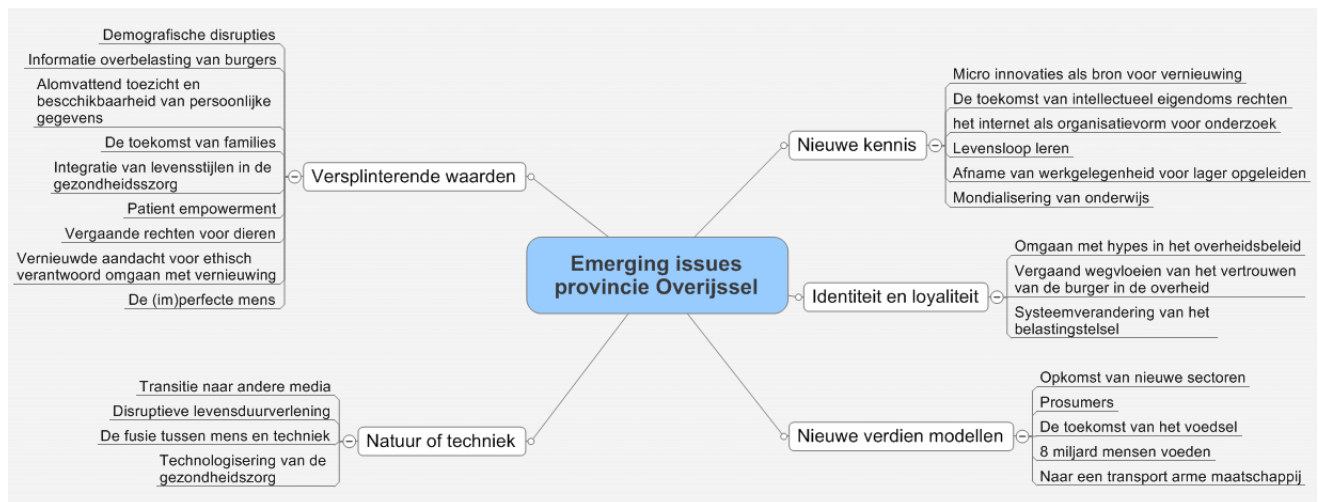 Demografische disrupties
Informatie overbelasting van burgers
Alomvattend toezicht en
bescchikbaarheid van persoonlijke
gegevens
De toekomst van families
Integratie van levensstijlen in de
gezondheidsszorg
Patient empowerment
Vergaande rechten voor dieren
Vernieuwde aandacht voor ethisch
verantwoord omgaan met vernieuwing
De (im)perfecte mens
Versplinterende waarden
Transitie naar andere media
Disruptieve levensduurverlening
De fusie tussen mens en techniek
Technologisering van de
gezondheidszorg
Natuur of techniek
Emerging issues
provincie Overijssel
Nieuwe kennis
Micro innovaties als bron voor vernieuwing
De toekomst van intellectueel eigendoms rechten
het internet als organisatievorm voor onderzoek
Levensloop leren
Afname van werkgelegenheid voor lager opgeleiden
Mondialisering van onderwijs
Identiteit en loyaliteit
Omgaan met hypes in het overheidsbeleid
Vergaand wegvloeien van het vertrouwen
van de burger in de overheid
Systeemverandering van het
belastingstelsel
Nieuwe verdien modellen
Opkomst van nieuwe sectoren
Prosumers
De toekomst van het voedsel
8 miljard mensen voeden
Naar een transport arme maatschappij